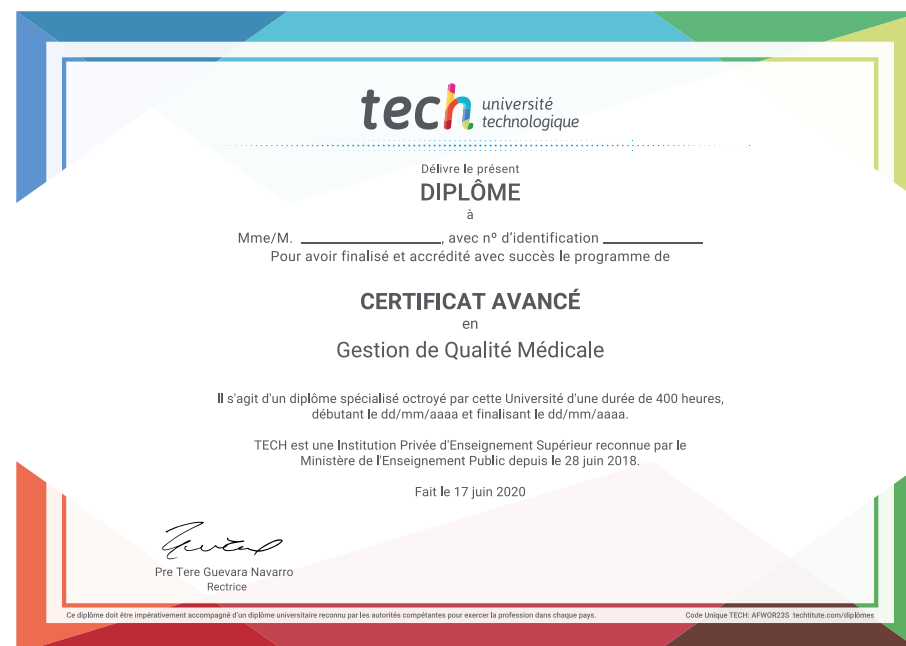 tech université
technologique
Délivre le présent
DIPLÔME
à
Mme/M. ____________________, avec nº d'identification ______________
Pour avoir finalisé et accrédité avec succès le programme de
CERTIFICAT AVANCÉ
en
Gestion de Qualité Médicale
Il s'agit d'un diplôme spécialisé octroyé par cette Université d'une durée de 400 heures,
débutant le dd/mm/aaaa et finalisant le dd/mm/aaaa.
TECH est une Institution Privée d'Enseignement Supérieur reconnue par le
Ministère de l'Enseignement Public depuis le 28 juin 2018.
Fait le 17 juin 2020
Pre Tere Guevara Navarro
Rectrice
Ce diplôme doit être impérativement accompagné d'un diplôme universitaire reconnu par les autorités compétantes pour exercer la profession dans chaque pays.
Code Unique TECH: AFWOR23S techtitute.com/diplômes